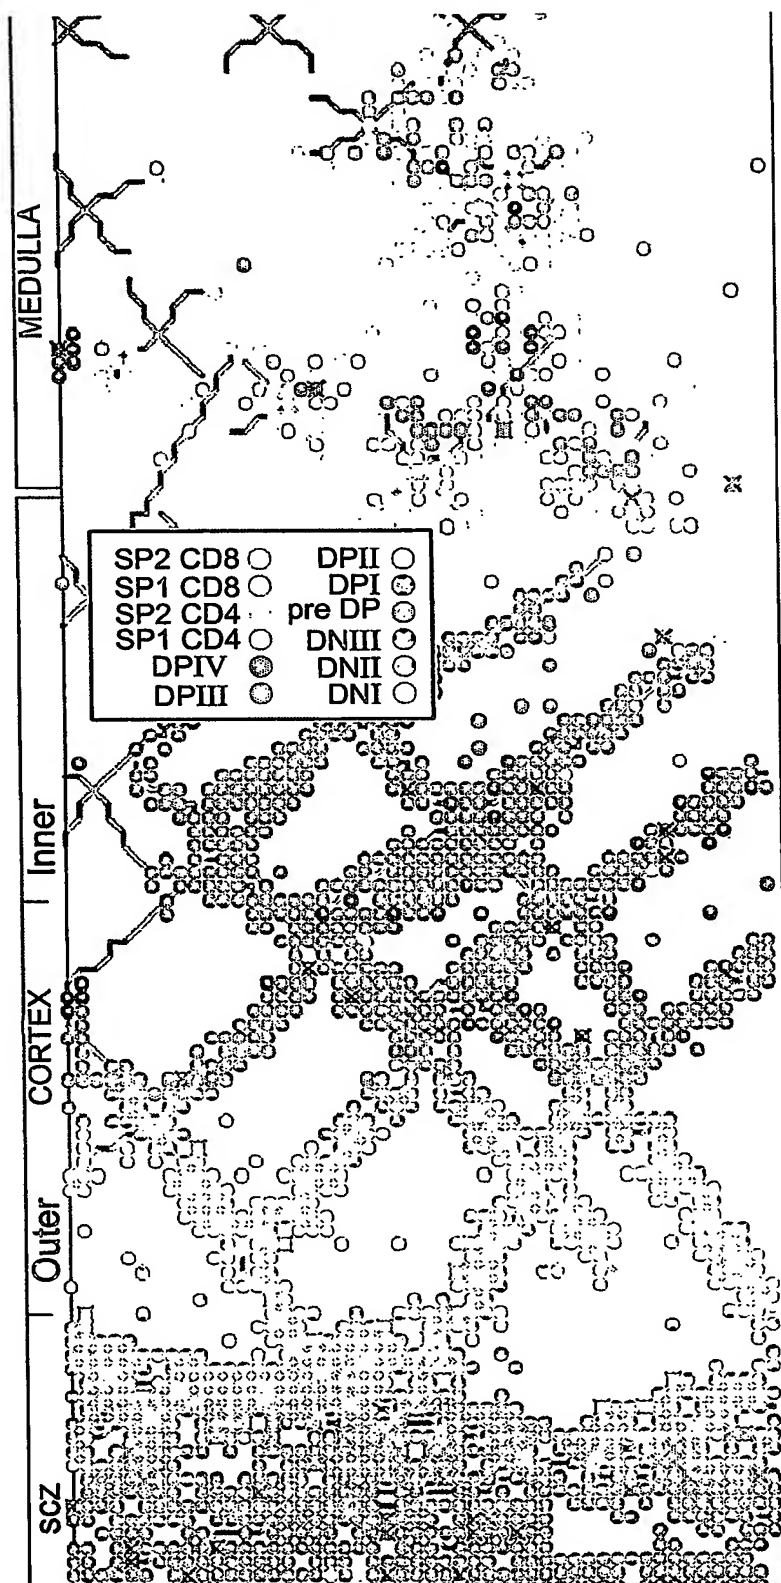 MEDULLA
SP2 CD8
SP1 CD8
SP2 CD4
SP1 CD4
DPIV
DPIII
DPII
DPI
pre DP
DNIII
DNII
DNI
Inner
CORTEX
Outer
SCZ